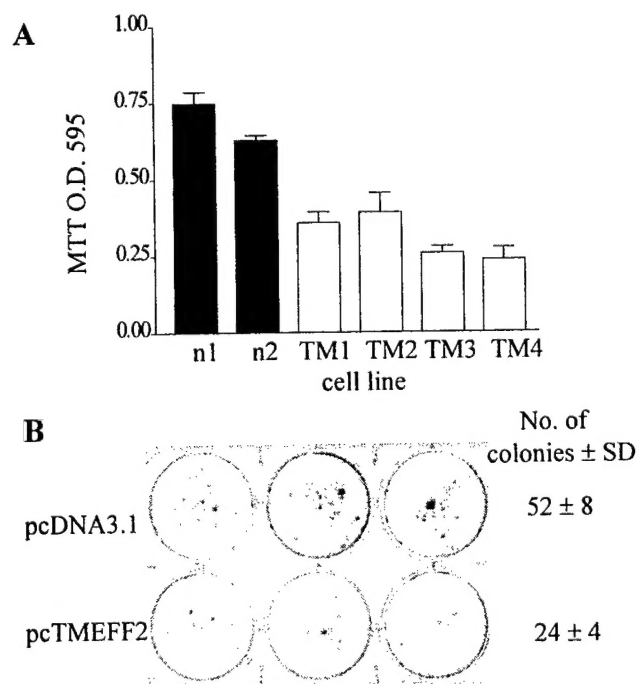 A
1.00
0.75
0.50
0.25
0.00
MTT O.D. 595
n1 n2 TM1 TM2 TM3 TM4
cell line
B
No. of
colonies ± SD
pcDNA3.1
52 ± 8
pcTMEFF2
24 ± 4